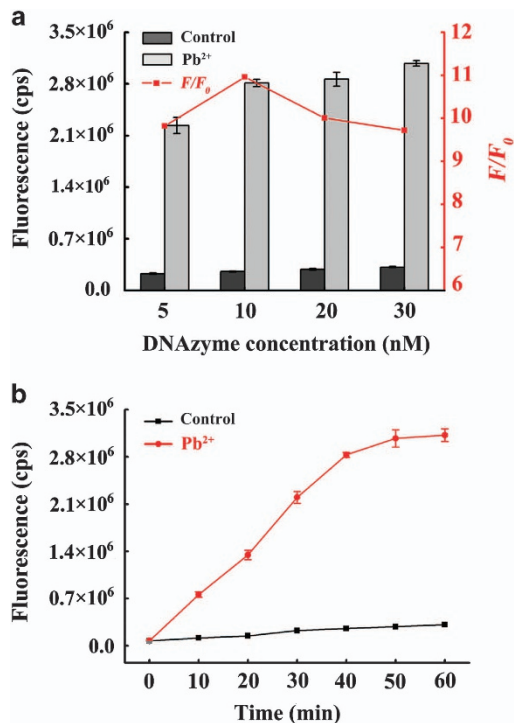 a
3.5×10⁶
2.8×10⁶
2.1×10⁶
1.4×10⁶
0.7×10⁶
0.0
Fluorescence (cps)
Control
Pb²⁺
F/F₀
12
11
10
9
8
7
6
F/F₀
5 10 20 30
DNAzyme concentration (nM)
b
3.5×10⁶
2.8×10⁶
2.1×10⁶
1.4×10⁶
0.7×10⁶
0.0
Fluorescence (cps)
Control
Pb²⁺
0 10 20 30 40 50 60
Time (min)